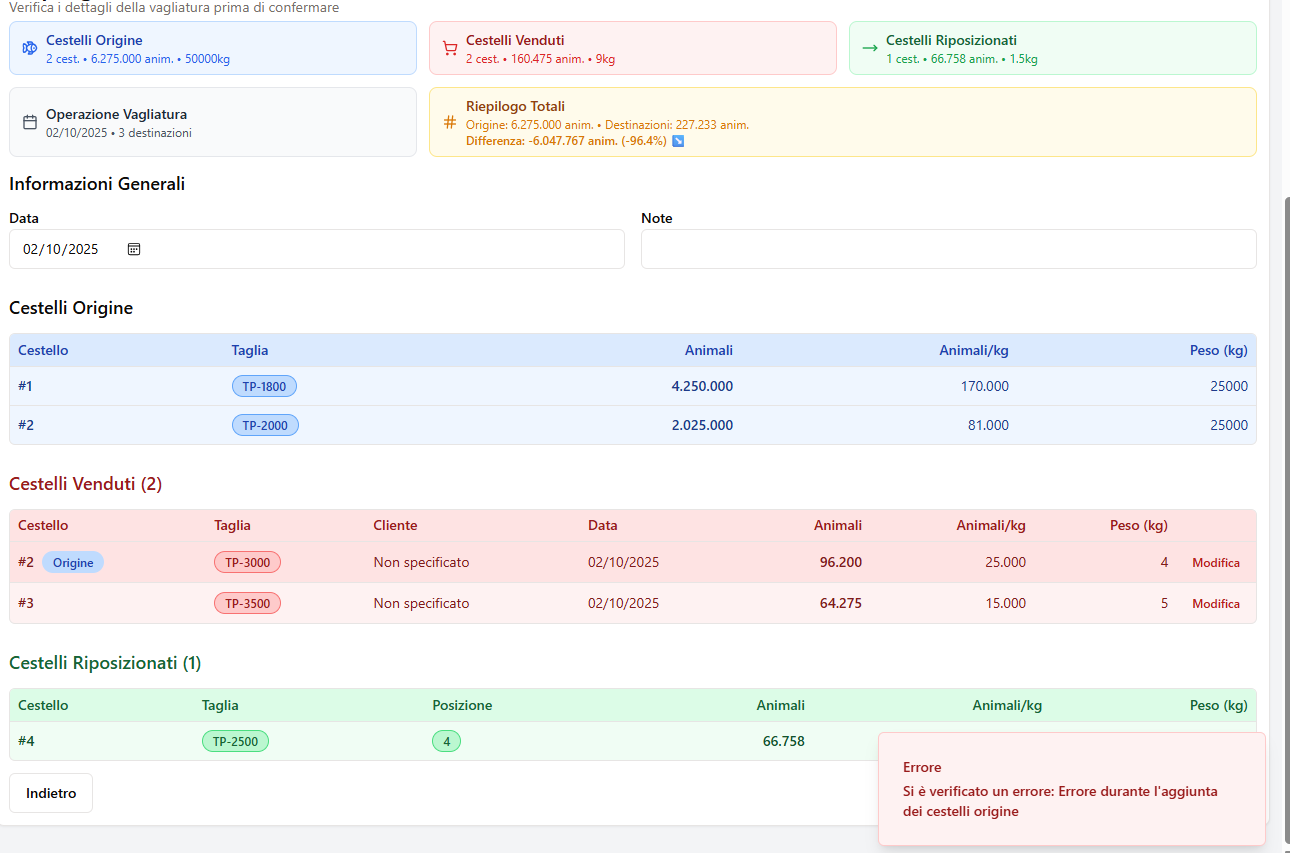 Verifica i dettagli della vagliatura prima di confermare
Cestelli Origine
2 cest. • 6.275.000 anim. • 50000kg
Cestelli Venduti
2 cest. • 160.475 anim. • 9kg
Cestelli Riposizionati
1 cest. • 66.758 anim. • 1.5kg
Operazione Vagliatura
02/10/2025 • 3 destinazioni
Riepilogo Totali
Origine: 6.275.000 anim. • Destinazioni: 227.233 anim.
Differenza: -6.047.767 anim. (-96.4%) ↘
Informazioni Generali
Data
02/10/2025
Note
Cestelli Origine
Cestello Taglia Animali Animali/kg Peso (kg)
#1 TP-1800 4.250.000 170.000 25000
#2 TP-2000 2.025.000 81.000 25000
Cestelli Venduti (2)
Cestello Taglia Cliente Data Animali Animali/kg Peso (kg)
#2 Origine TP-3000 Non specificato 02/10/2025 96.200 25.000 4 Modifica
#3 TP-3500 Non specificato 02/10/2025 64.275 15.000 5 Modifica
Cestelli Riposizionati (1)
Cestello Taglia Posizione Animali Animali/kg Peso (kg)
#4 TP-2500 4 66.758
Indietro
Errore
Si è verificato un errore: Errore durante l'aggiunta
dei cestelli origine